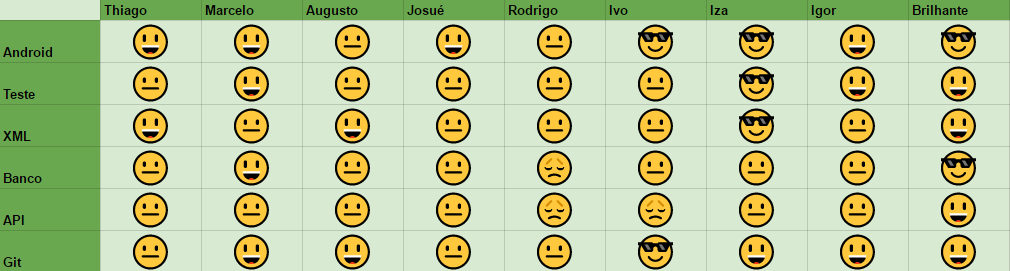 Thiago Marcelo Augusto Josué Rodrigo Ivo Iza Igor Brilhante
Android
Teste
XML
Banco
API
Git